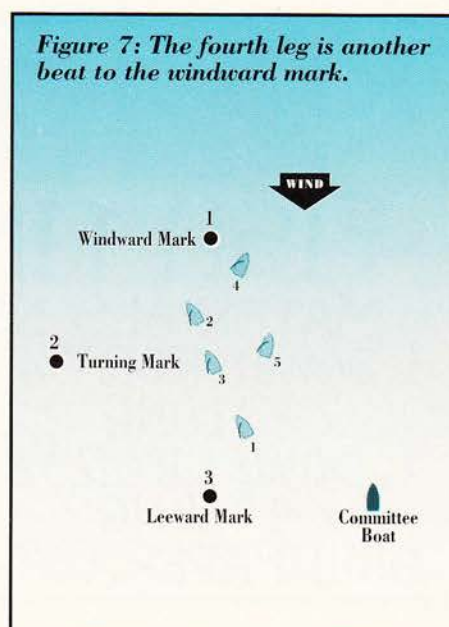 Figure 7: The fourth leg is another
beat to the windward mark.
WIND
1
Windward Mark
4
2
2
Turning Mark
5
3
1
3
Leeward Mark
Committee
Boat